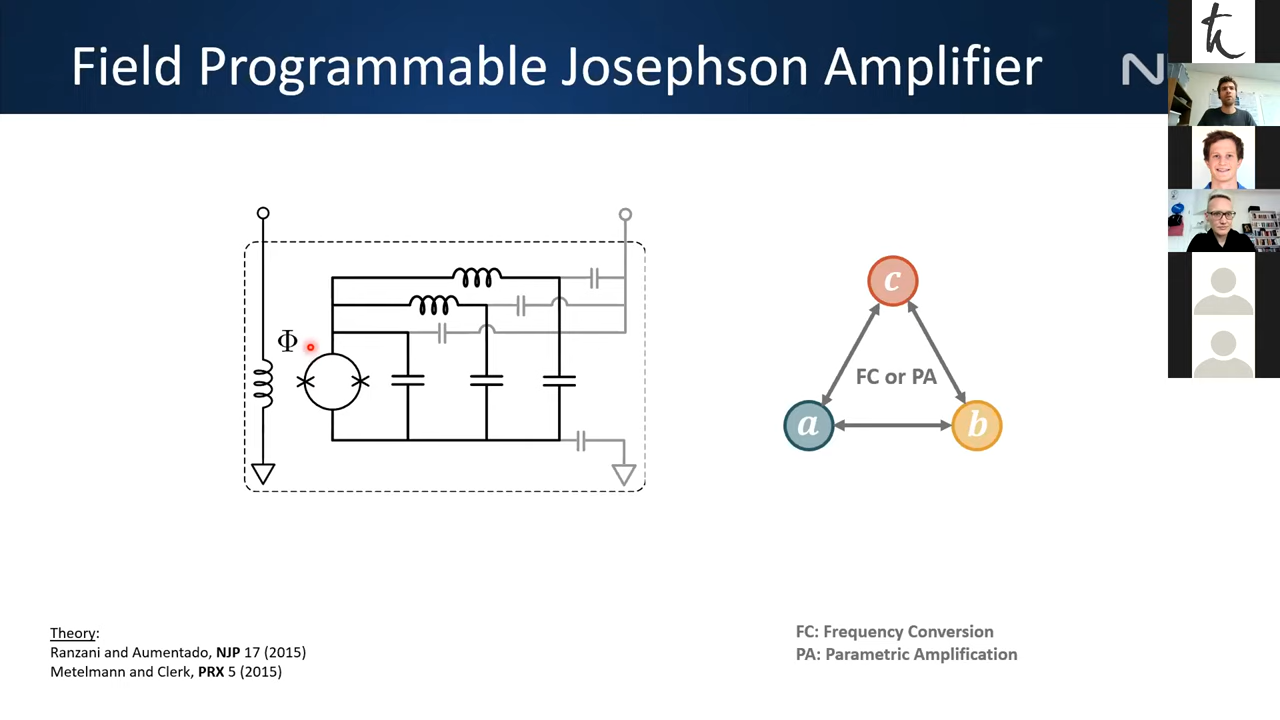 Field Programmable Josephson Amplifier
N
Φ
c
FC or PA
a
b
Theory:
Ranzani and Aumentado, NJP 17 (2015)
Metelmann and Clerk, PRX 5 (2015)
FC: Frequency Conversion
PA: Parametric Amplification